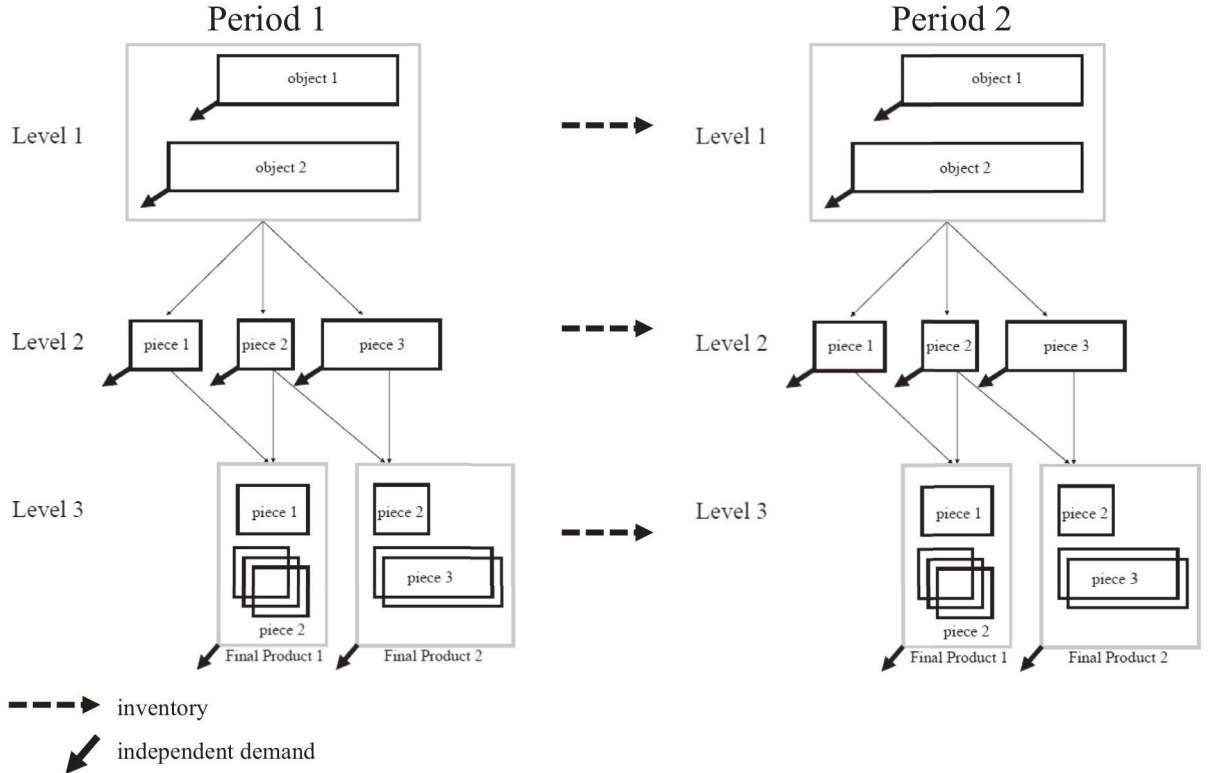 Period 1
Period 2
object 1
object 1
Level 1
Level 1
object 2
object 2
Level 2
piece 1
piece 2
piece 3
Level 2
piece 1
piece 2
piece 3
Level 3
piece 1
piece 2
Level 3
piece 1
piece 2
piece 3
piece 3
piece 2
piece 2
Final Product 1
Final Product 2
Final Product 1
Final Product 2
inventory
independent demand